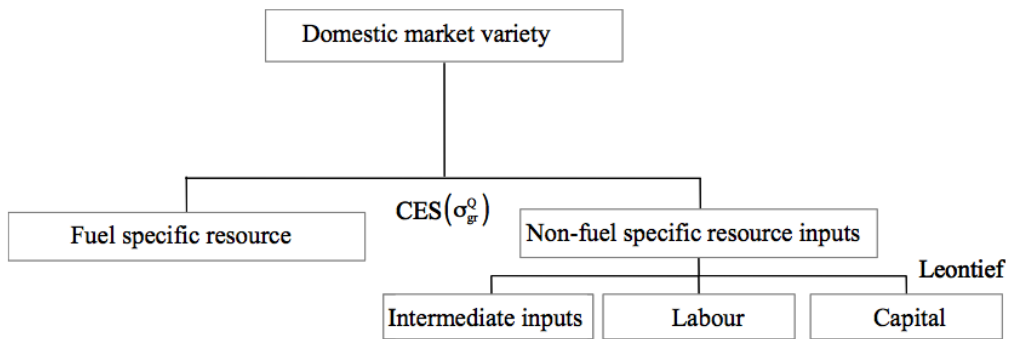 Domestic market variety
CES(σ^Q_gr)
Fuel specific resource
Non-fuel specific resource inputs
Leontief
Intermediate inputs
Labour
Capital